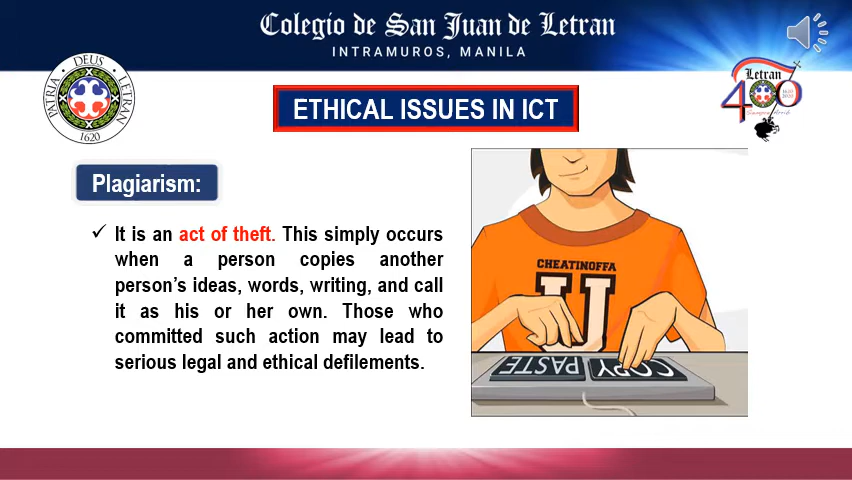 Colegio de San Juan de Letran
INTRAMUROS, MANILA
DEUS
PATRIA
LETRAN
1620
Letran
400
ETHICAL ISSUES IN ICT
Plagiarism:
It is an act of theft. This simply occurs
when a person copies another
person's ideas, words, writing, and call
it as his or her own. Those who
committed such action may lead to
serious legal and ethical defilements.
CHEATINOFFA
U
PASTE
COPY